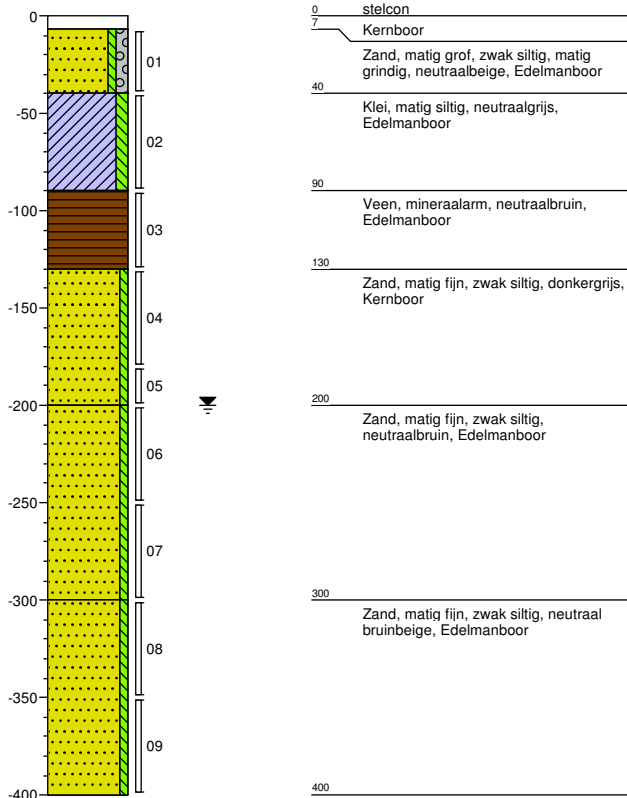 0
-50
-100
-150
-200
-250
-300
-350
-400
01
02
03
04
05
06
07
08
09
0 stelcon
7 Kernboor
Zand, matig grof, zwak siltig, matig
grindig, neutraalbeige, Edelmanboor
40
Klei, matig siltig, neutraalgrijs,
Edelmanboor
90
Veen, mineraalarm, neutraalbruin,
Edelmanboor
130
Zand, matig fijn, zwak siltig, donkergrijs,
Kernboor
200
Zand, matig fijn, zwak siltig,
neutraalbruin, Edelmanboor
300
Zand, matig fijn, zwak siltig, neutraal
bruinbeige, Edelmanboor
400